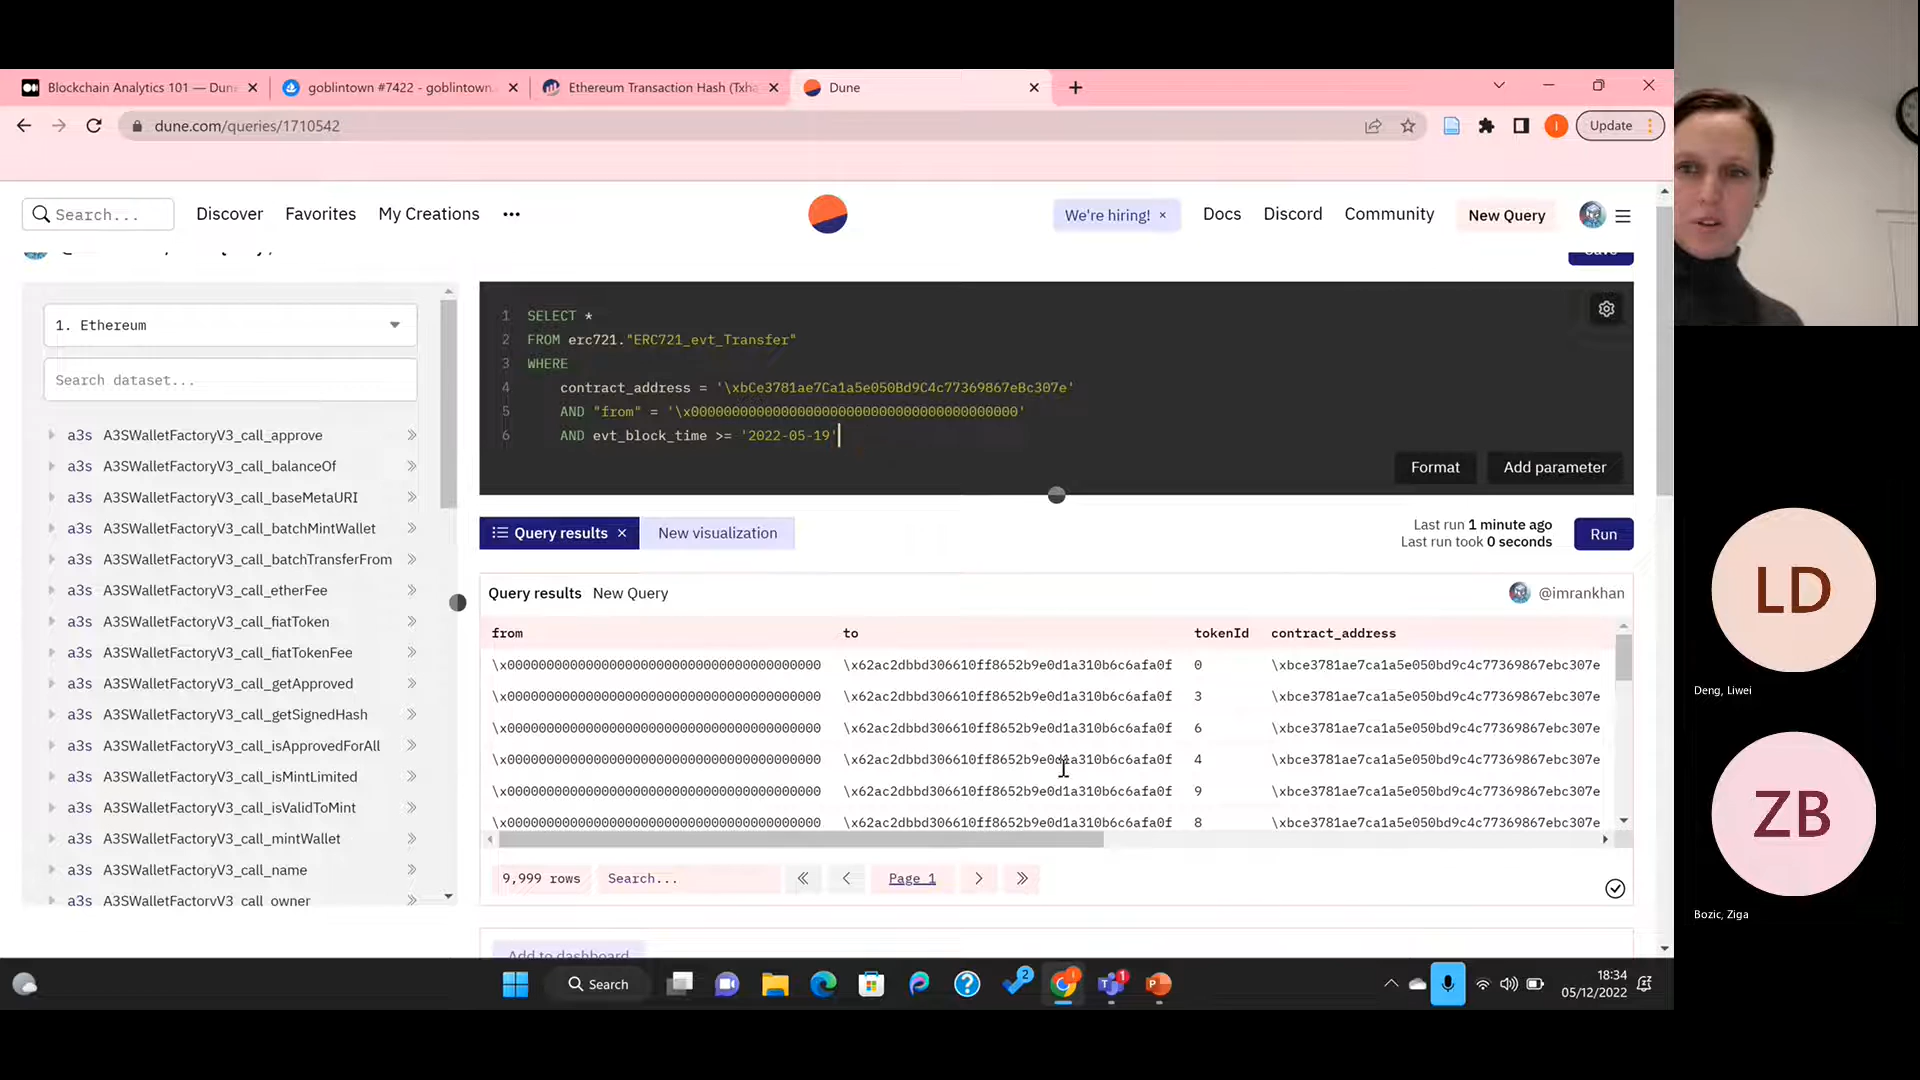 Blockchain Analytics 101 — Dun
goblintown #7422 - goblintown.
Ethereum Transaction Hash (Txha
Dune
dune.com/queries/1710542
I
Update
Search...
Discover
Favorites
My Creations
We're hiring! ×
Docs
Discord
Community
New Query
Save
1. Ethereum
Search dataset...
a3s A3SWalletFactoryV3_call_approve
a3s A3SWalletFactoryV3_call_balanceOf
a3s A3SWalletFactoryV3_call_baseMetaURI
a3s A3SWalletFactoryV3_call_batchMintWallet
a3s A3SWalletFactoryV3_call_batchTransferFrom
a3s A3SWalletFactoryV3_call_etherFee
a3s A3SWalletFactoryV3_call_fiatToken
a3s A3SWalletFactoryV3_call_fiatTokenFee
a3s A3SWalletFactoryV3_call_getApproved
a3s A3SWalletFactoryV3_call_getSignedHash
a3s A3SWalletFactoryV3_call_isApprovedForAll
a3s A3SWalletFactoryV3_call_isMintLimited
a3s A3SWalletFactoryV3_call_isValidToMint
a3s A3SWalletFactoryV3_call_mintWallet
a3s A3SWalletFactoryV3_call_name
a3s A3SWalletFactoryV3_call_owner
1 SELECT *
2 FROM erc721."ERC721_evt_Transfer"
3 WHERE
4 contract_address = '\xbCe3781ae7Ca1a5e050Bd9C4c77369867eBc307e'
5 AND "from" = '\x0000000000000000000000000000000000000000'
6 AND evt_block_time >= '2022-05-19'
Format
Add parameter
Query results ×
New visualization
Last run 1 minute ago
Last run took 0 seconds
Run
Query results New Query
@imrankhan
from to tokenId contract_address
\x0000000000000000000000000000000000000000 \x62ac2dbbd306610ff8652b9e0d1a310b6c6afa0f 0 \xbce3781ae7ca1a5e050bd9c4c77369867ebc307e
\x0000000000000000000000000000000000000000 \x62ac2dbbd306610ff8652b9e0d1a310b6c6afa0f 3 \xbce3781ae7ca1a5e050bd9c4c77369867ebc307e
\x0000000000000000000000000000000000000000 \x62ac2dbbd306610ff8652b9e0d1a310b6c6afa0f 6 \xbce3781ae7ca1a5e050bd9c4c77369867ebc307e
\x0000000000000000000000000000000000000000 \x62ac2dbbd306610ff8652b9e0d1a310b6c6afa0f 4 \xbce3781ae7ca1a5e050bd9c4c77369867ebc307e
\x0000000000000000000000000000000000000000 \x62ac2dbbd306610ff8652b9e0d1a310b6c6afa0f 9 \xbce3781ae7ca1a5e050bd9c4c77369867ebc307e
\x0000000000000000000000000000000000000000 \x62ac2dbbd306610ff8652b9e0d1a310b6c6afa0f 8 \xbce3781ae7ca1a5e050bd9c4c77369867ebc307e
9,999 rows
Search...
Page 1
Add to dashboard
Search
2
1
18:34
05/12/2022
LD
Deng, Liwei
ZB
Bozic, Ziga